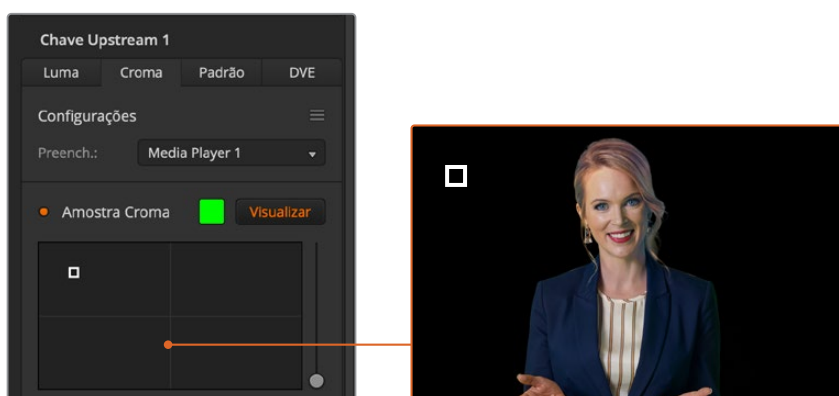 Chave Upstream 1
Luma Croma Padrão DVE
Configurações
Preench.: Media Player 1
Amostra Croma Visualizar